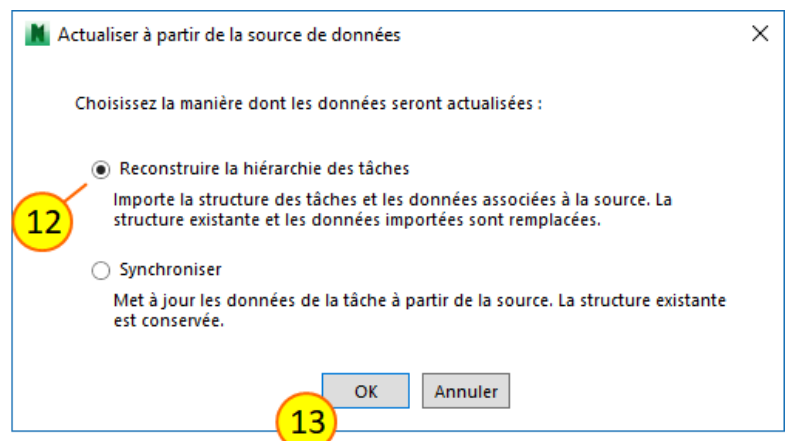 Actualiser à partir de la source de données
Choisissez la manière dont les données seront actualisées :
Reconstruire la hiérarchie des tâches
Importe la structure des tâches et les données associées à la source. La
structure existante et les données importées sont remplacées.
12
Synchroniser
Met à jour les données de la tâche à partir de la source. La structure existante
est conservée.
OK Annuler
13